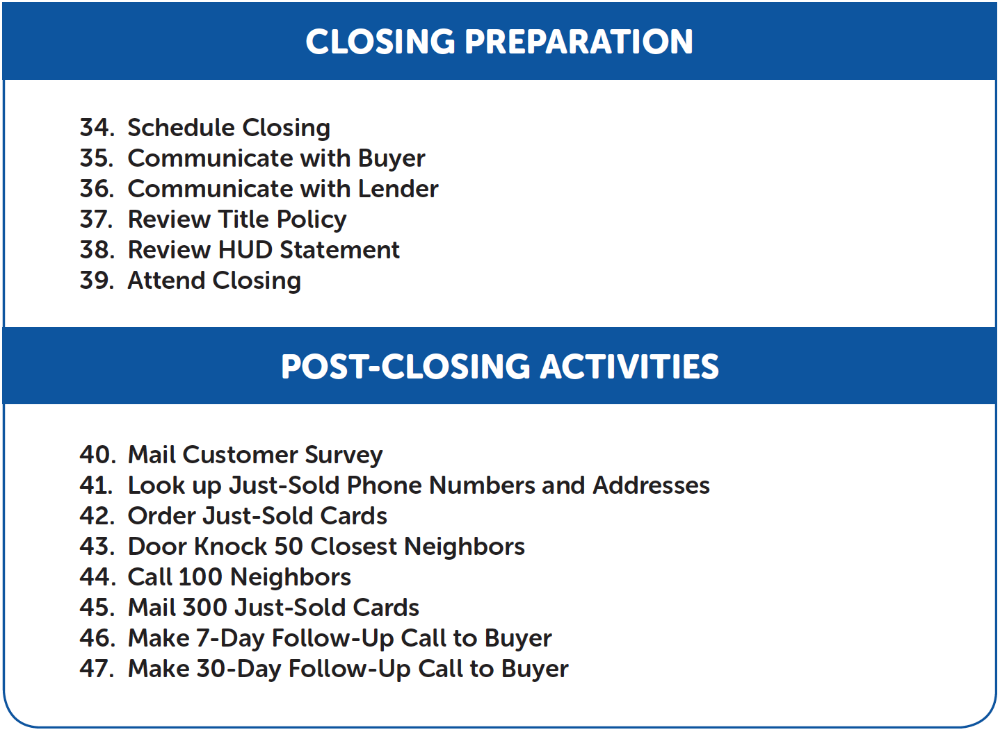 CLOSING PREPARATION
34. Schedule Closing
35. Communicate with Buyer
36. Communicate with Lender
37. Review Title Policy
38. Review HUD Statement
39. Attend Closing
POST-CLOSING ACTIVITIES
40. Mail Customer Survey
41. Look up Just-Sold Phone Numbers and Addresses
42. Order Just-Sold Cards
43. Door Knock 50 Closest Neighbors
44. Call 100 Neighbors
45. Mail 300 Just-Sold Cards
46. Make 7-Day Follow-Up Call to Buyer
47. Make 30-Day Follow-Up Call to Buyer